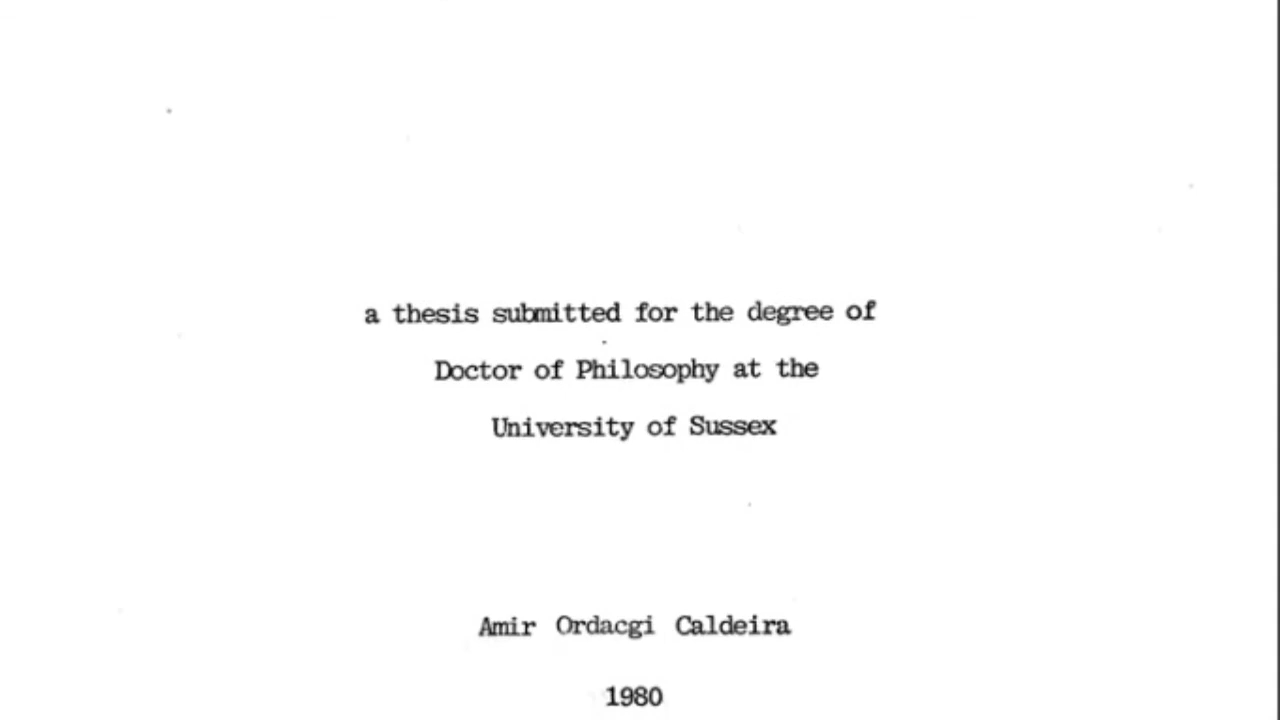 a thesis submitted for the degree of
Doctor of Philosophy at the
University of Sussex
Amir Ordacgi Caldeira
1980